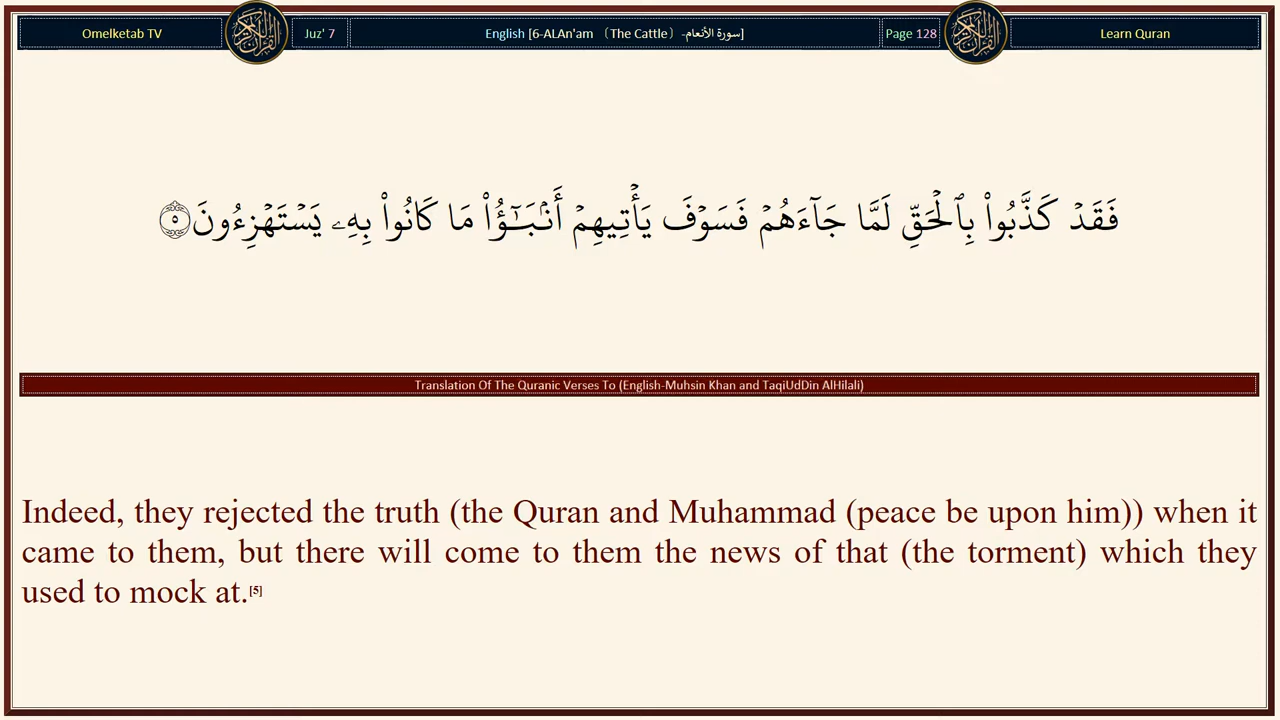 Omelketab TV
Juz' 7
English [6-ALAn'am (The Cattle) -سورة الأنعام]
Page 128
Learn Quran
فَقَدۡ كَذَّبُواْ بِٱلۡحَقِّ لَمَّا جَآءَهُمۡ فَسَوۡفَ يَأۡتِيهِمۡ أَنۢبَـٰٓؤُاْ مَا كَانُواْ بِهِۦ يَسۡتَهۡزِءُونَ ٥
Translation Of The Quranic Verses To (English-Muhsin Khan and TaqiUdDin AlHilali)
Indeed, they rejected the truth (the Quran and Muhammad (peace be upon him)) when it
came to them, but there will come to them the news of that (the torment) which they
used to mock at.[5]